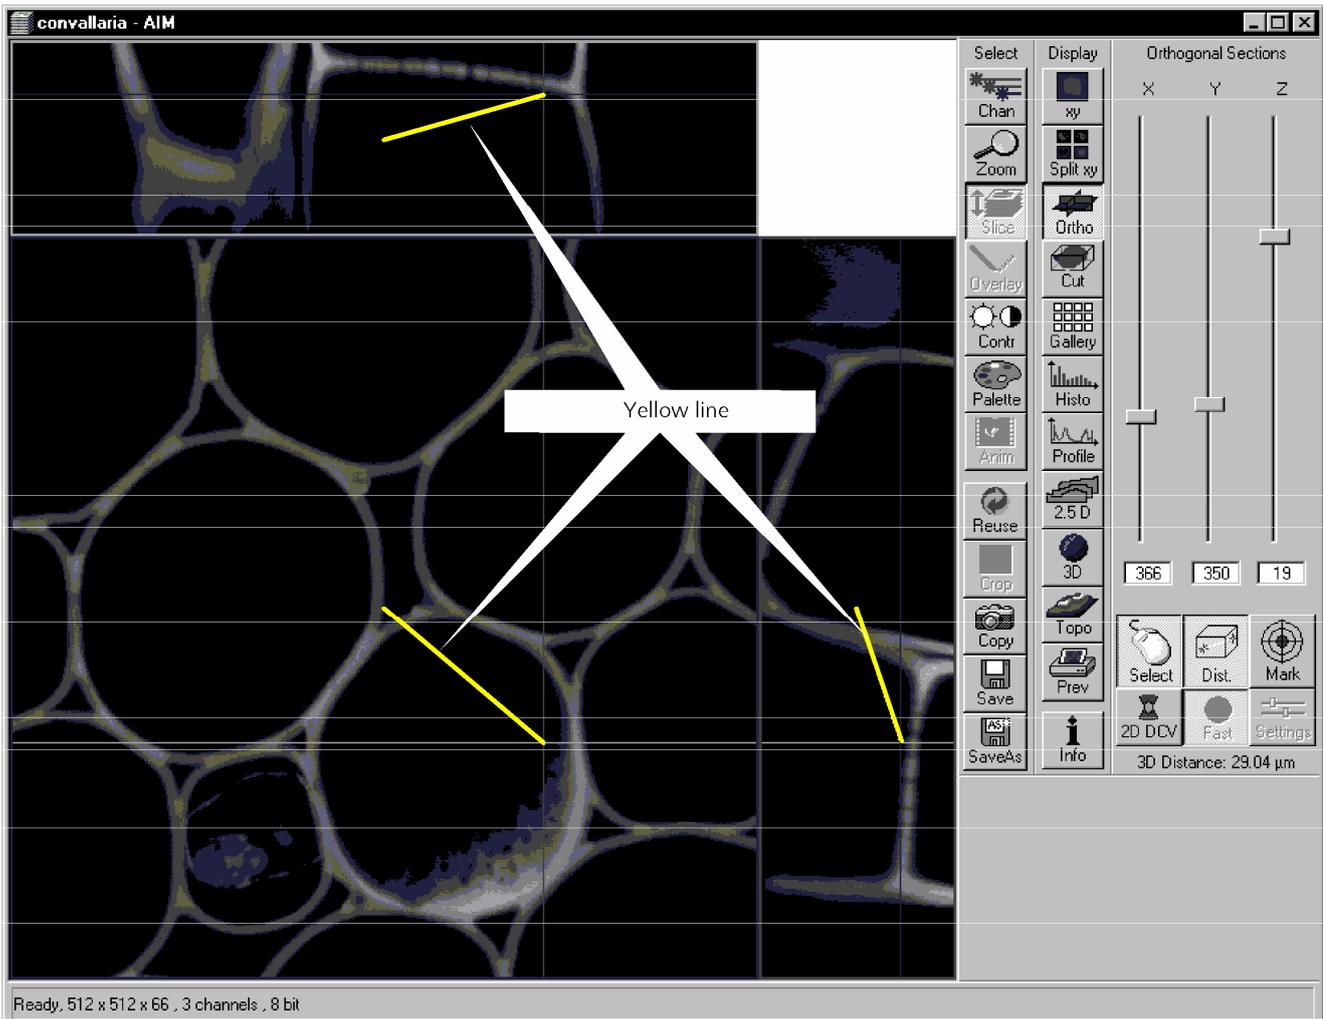 convallaria - AIM
Select
Display
Orthogonal Sections
X Y Z
Chan
xy
Zoom
Split xy
Slice
Ortho
Overlay
Cut
Contr
Gallery
Palette
Histo
Anim
Profile
Yellow line
Reuse
2.5 D
Crop
3D
366 350 19
Copy
Topo
Save
Prev
Select
Dist.
Mark
SaveAs
AS
Info
2D DCV
Fast
Settings
3D Distance: 29.04 µm
Ready, 512 x 512 x 66 , 3 channels , 8 bit